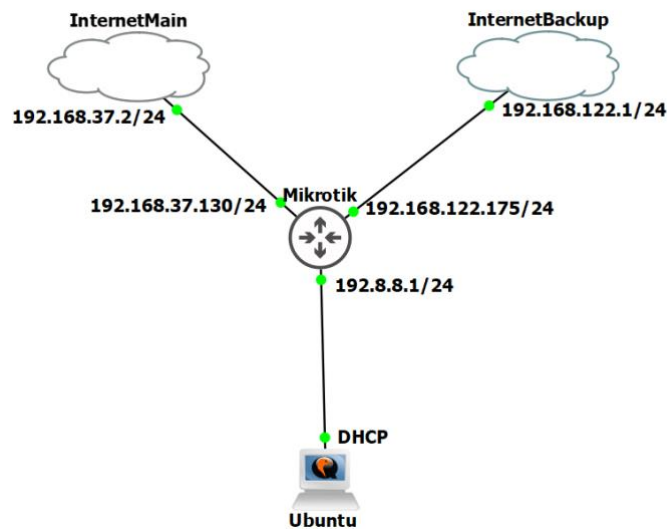 InternetMain
InternetBackup
192.168.37.2/24
192.168.122.1/24
Mikrotik
192.168.37.130/24
192.168.122.175/24
192.8.8.1/24
DHCP
Ubuntu